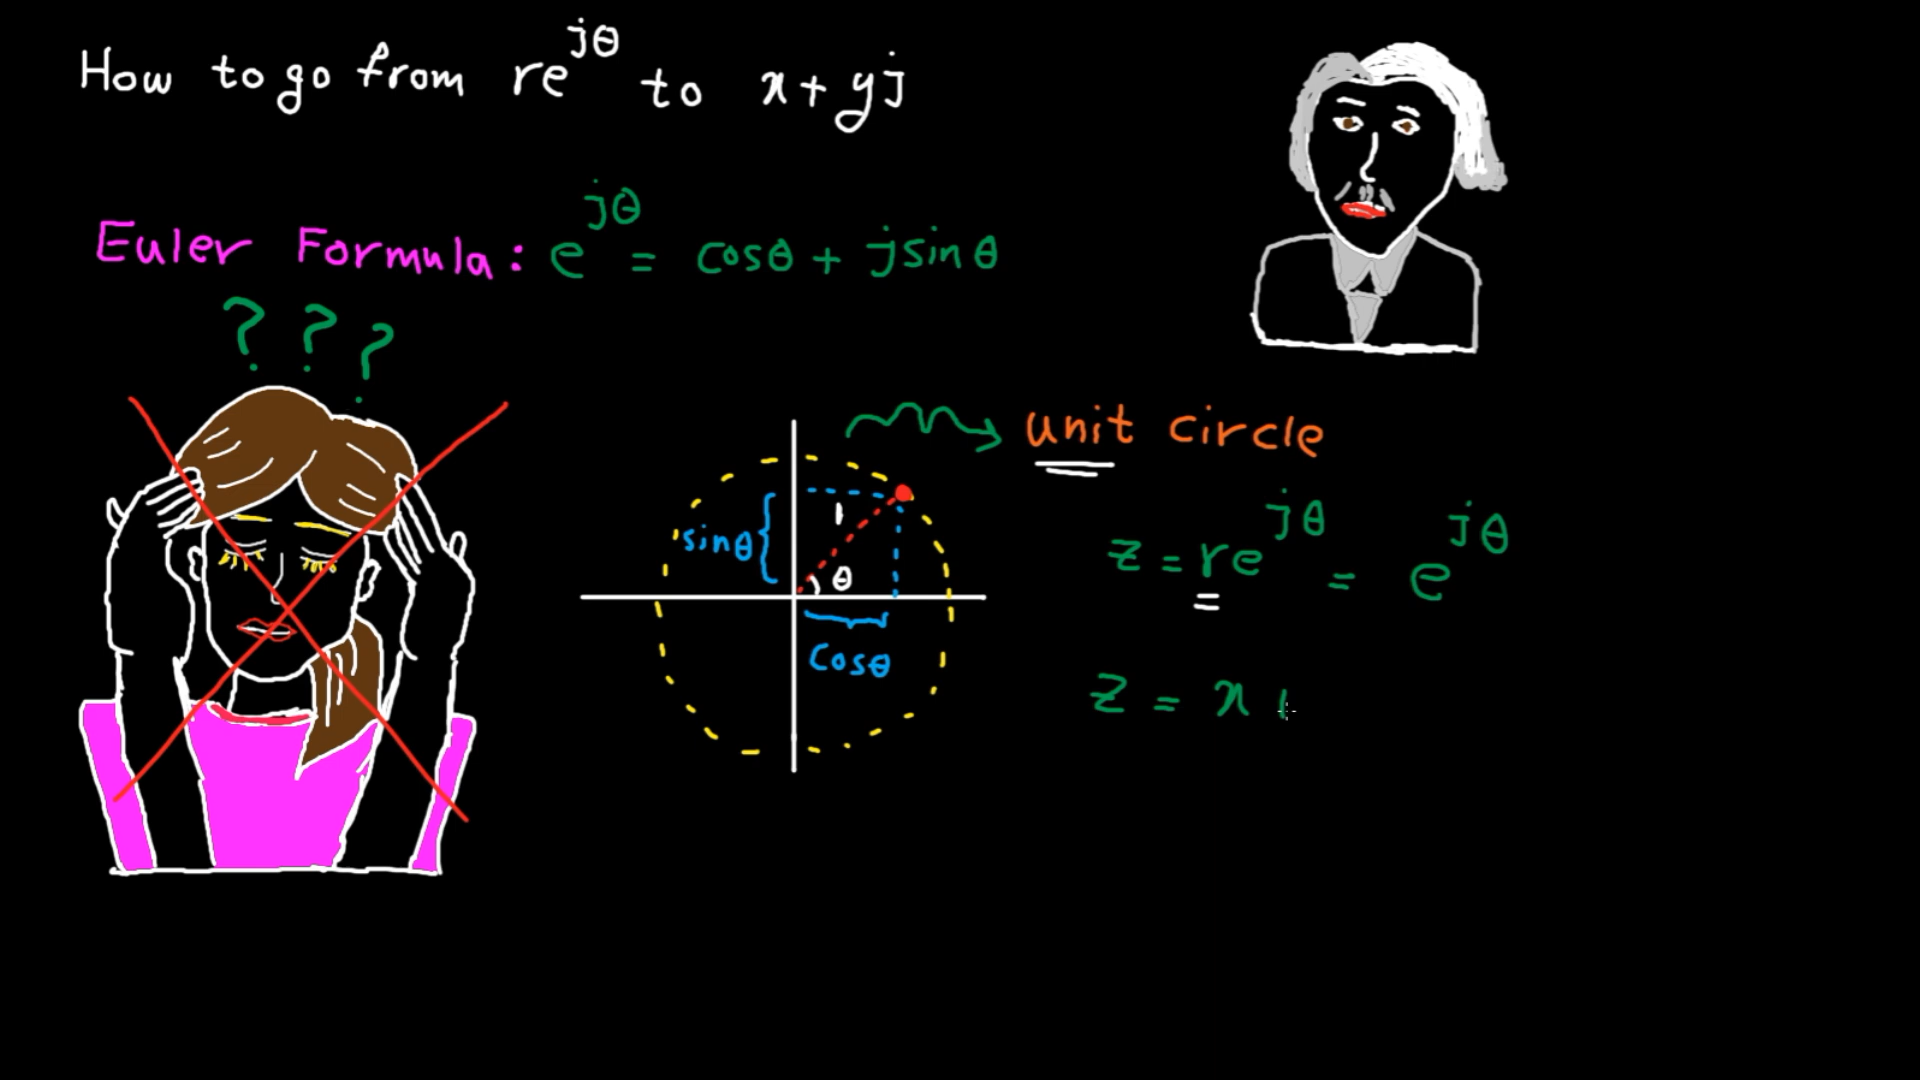 How to go from re^jθ to x + yj
Euler Formula: e^jθ = cosθ + jsinθ
? ? ?
unit circle
1
sinθ
θ
cosθ
z = re^jθ = e^jθ
z = x